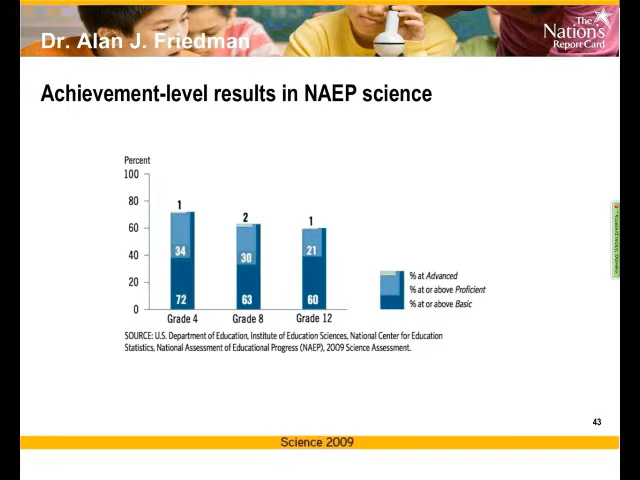 Dr. Alan J. Friedman
The
Nation's
Report Card
Achievement-level results in NAEP science
Percent
100
80
60
40
20
0
1
34
72
2
30
63
1
21
60
Grade 4
Grade 8
Grade 12
% at Advanced
% at or above Proficient
% at or above Basic
SOURCE: U.S. Department of Education, Institute of Education Sciences, National Center for Education
Statistics, National Assessment of Educational Progress (NAEP), 2009 Science Assessment.
43
Science 2009